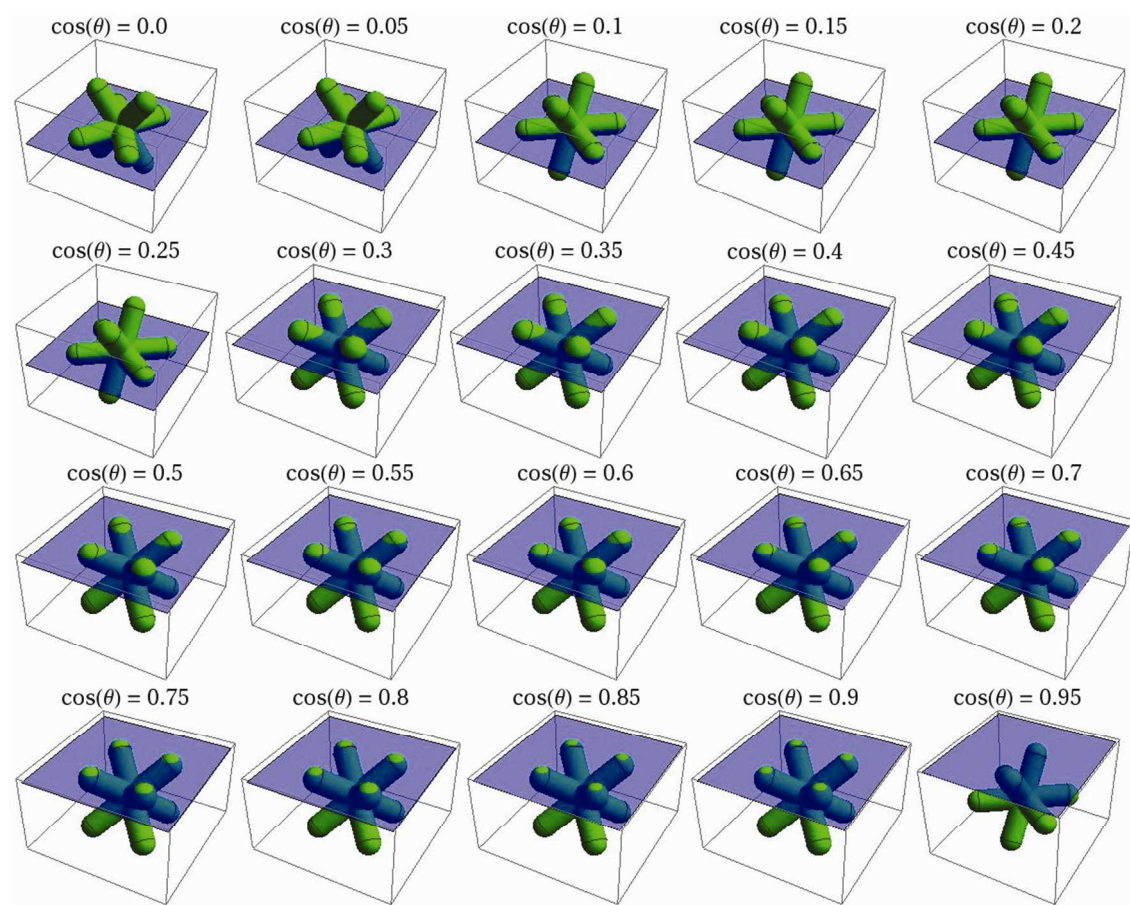 cos(θ) = 0.0 cos(θ) = 0.05 cos(θ) = 0.1 cos(θ) = 0.15 cos(θ) = 0.2
cos(θ) = 0.25 cos(θ) = 0.3 cos(θ) = 0.35 cos(θ) = 0.4 cos(θ) = 0.45
cos(θ) = 0.5 cos(θ) = 0.55 cos(θ) = 0.6 cos(θ) = 0.65 cos(θ) = 0.7
cos(θ) = 0.75 cos(θ) = 0.8 cos(θ) = 0.85 cos(θ) = 0.9 cos(θ) = 0.95